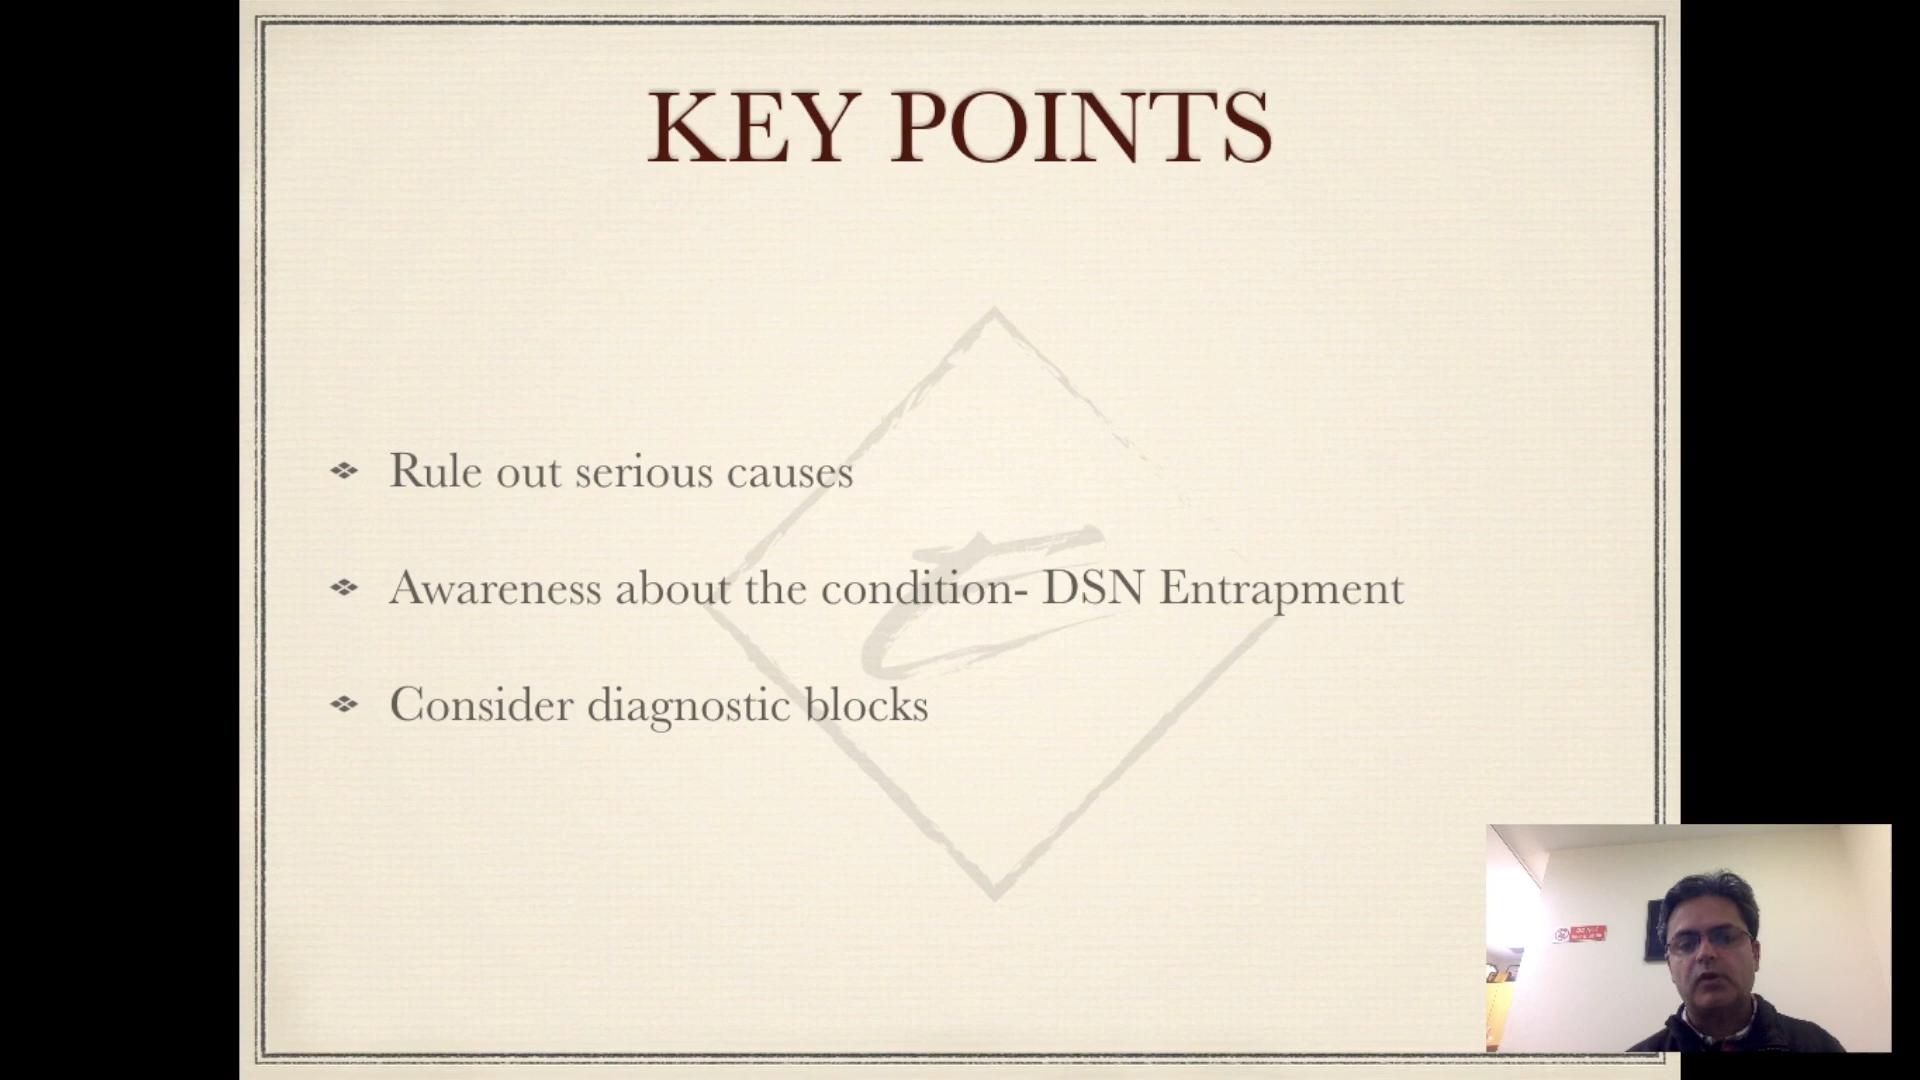 KEY POINTS
Rule out serious causes
Awareness about the condition- DSN Entrapment
Consider diagnostic blocks